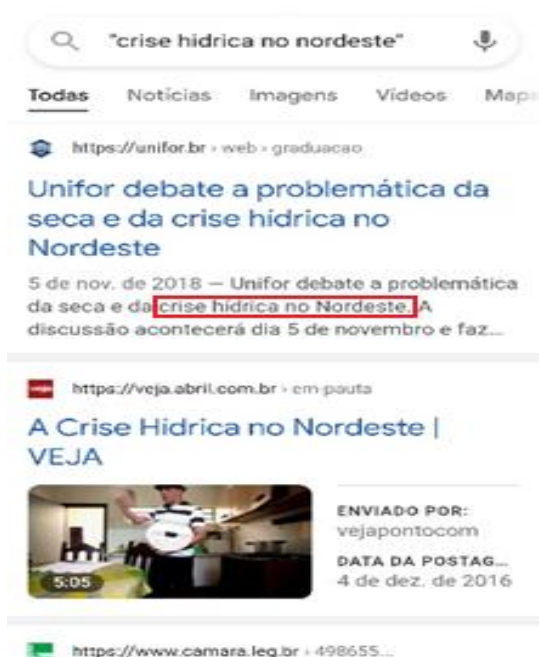 "crise hidrica no nordeste"
Todas Notícias Imagens Vídeos Maps
https://unifor.br › web › graduacao
Unifor debate a problemática da
seca e da crise hídrica no
Nordeste
5 de nov. de 2018 — Unifor debate a problemática
da seca e da crise hídrica no Nordeste. A
discussão acontecerá dia 5 de novembro e faz...
https://veja.abril.com.br › em-pauta
A Crise Hídrica no Nordeste |
VEJA
ENVIADO POR:
vejapontocom
DATA DA POSTAG...
4 de dez. de 2016
5:05
https://www.camara.leg.br › 498655...